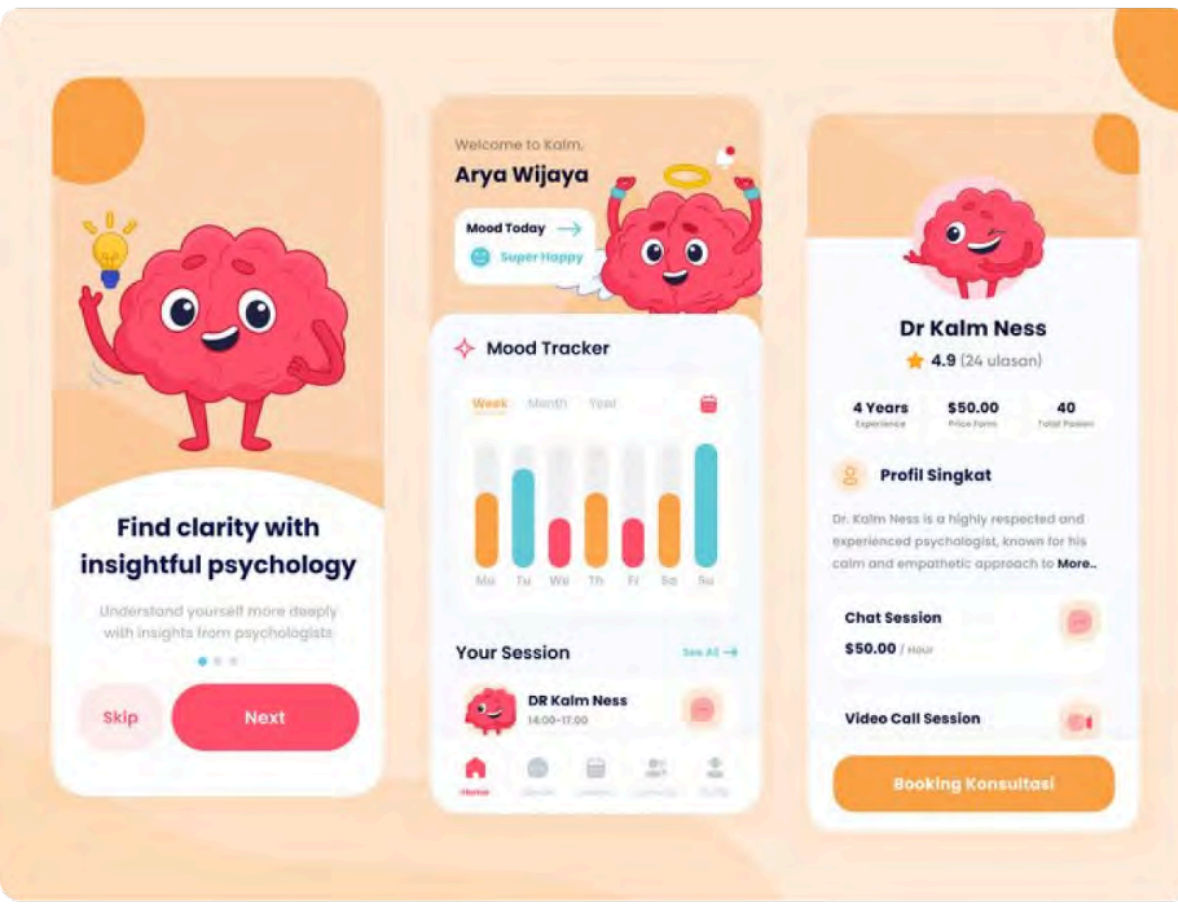 Find clarity with
insightful psychology
Understand yourself more deeply
with insights from psychologists
Skip
Next
Welcome to Kalm,
Arya Wijaya
Mood Today
Super Happy
Mood Tracker
Week Month Year
Mo Tu We Th Fr Sa Su
Your Session
See All
DR Kalm Ness
14:00-17.00
Home
Dr Kalm Ness
4.9 (24 ulasan)
4 Years $50.00 40
Experience
Profil Singkat
Dr. Kalm Ness is a highly respected and
experienced psychologist, known for his
calm and empathetic approach to More..
Chat Session
$50.00 / Hour
Video Call Session
Booking Konsultasi